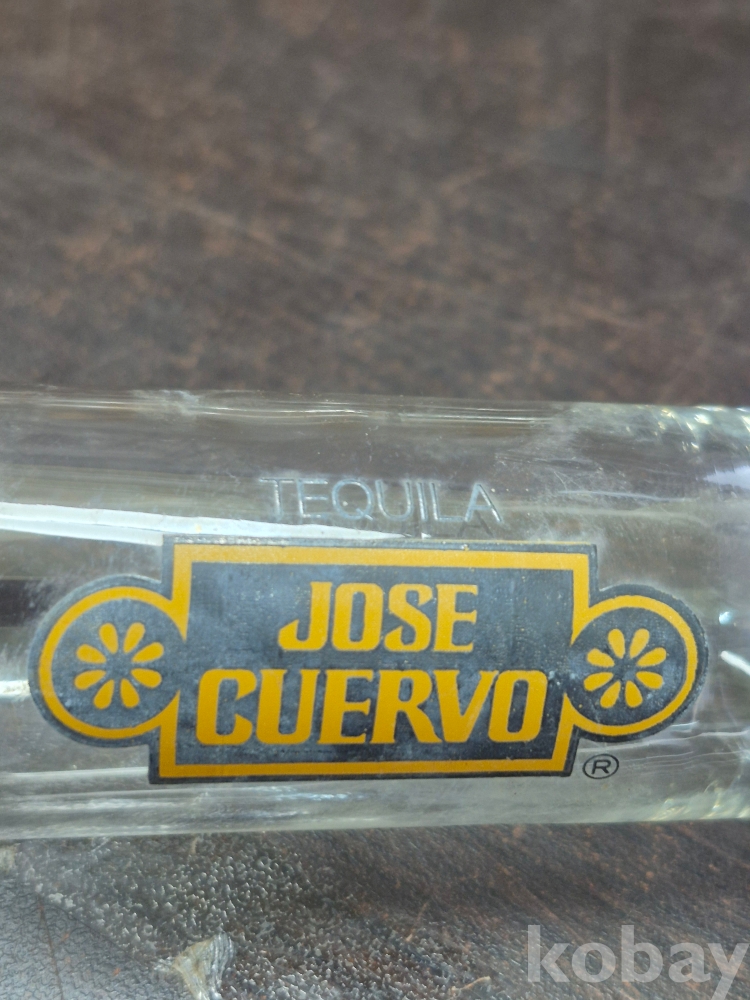 TEQUILA
JOSE
CUERVO
®
kobay